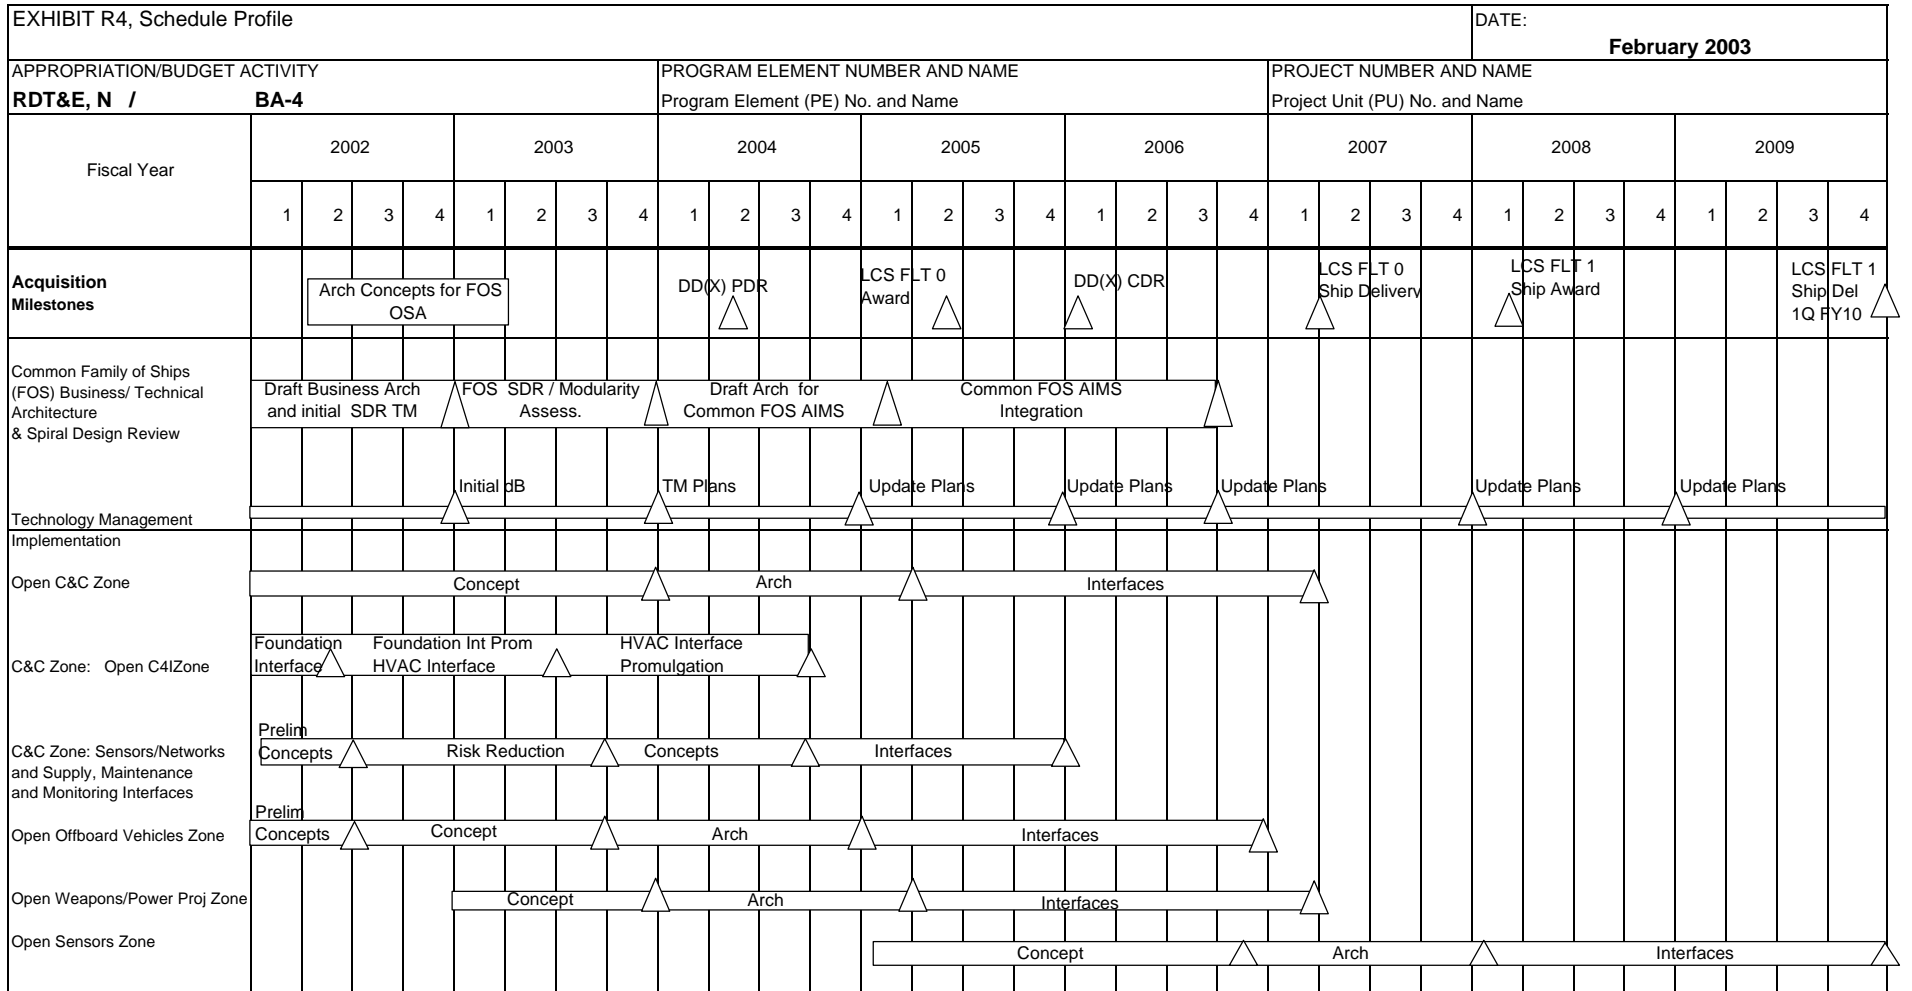 EXHIBIT R4, Schedule Profile
DATE:
February 2003
APPROPRIATION/BUDGET ACTIVITY
PROGRAM ELEMENT NUMBER AND NAME
PROJECT NUMBER AND NAME
RDT&E, N / BA-4
Program Element (PE) No. and Name
Project Unit (PU) No. and Name
Fiscal Year
2002 2003 2004 2005 2006 2007 2008 2009
1 2 3 4 1 2 3 4 1 2 3 4 1 2 3 4 1 2 3 4 1 2 3 4 1 2 3 4 1 2 3 4
Acquisition
Milestones
Arch Concepts for FOS
OSA
DD(X) PDR
LCS FLT 0
Award
DD(X) CDR
LCS FLT 0
Ship Delivery
LCS FLT 1
Ship Award
LCS FLT 1
Ship Del
1Q FY10
Common Family of Ships
(FOS) Business/ Technical
Architecture
& Spiral Design Review
Draft Business Arch
and initial SDR TM
FOS SDR / Modularity
Assess.
Draft Arch for
Common FOS AIMS
Common FOS AIMS
Integration
Technology Management
Initial dB
TM Plans
Update Plans
Update Plans
Update Plans
Update Plans
Update Plans
Implementation
Open C&C Zone
Concept
Arch
Interfaces
C&C Zone: Open C4IZone
Foundation
Interface
Foundation Int Prom
HVAC Interface
HVAC Interface
Promulgation
C&C Zone: Sensors/Networks
and Supply, Maintenance
and Monitoring Interfaces
Prelim
Concepts
Risk Reduction
Concepts
Interfaces
Open Offboard Vehicles Zone
Prelim
Concepts
Concept
Arch
Interfaces
Open Weapons/Power Proj Zone
Concept
Arch
Interfaces
Open Sensors Zone
Concept
Arch
Interfaces